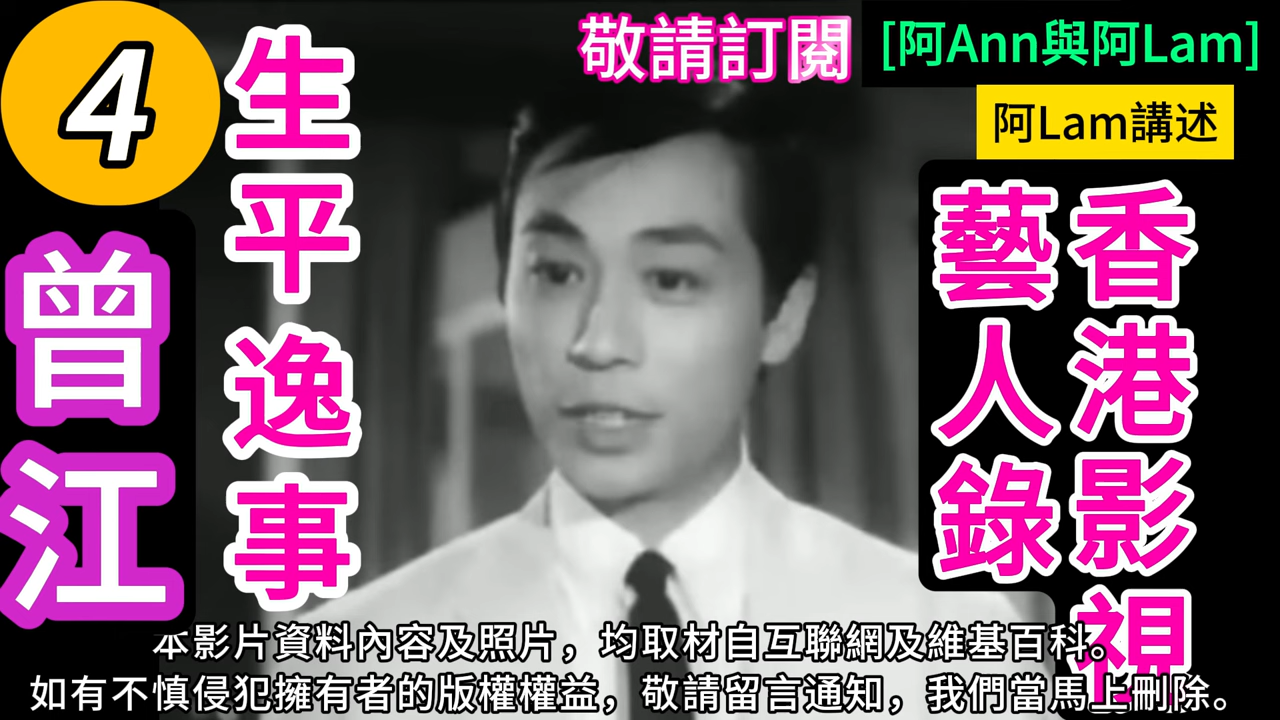 4
曾江
生平逸事
敬請訂閱
[阿Ann與阿Lam]
阿Lam講述
香港影視
藝人錄
本影片資料內容及照片，均取材自互聯網及維基百科。
如有不慎侵犯擁有者的版權權益，敬請留言通知，我們當馬上刪除。